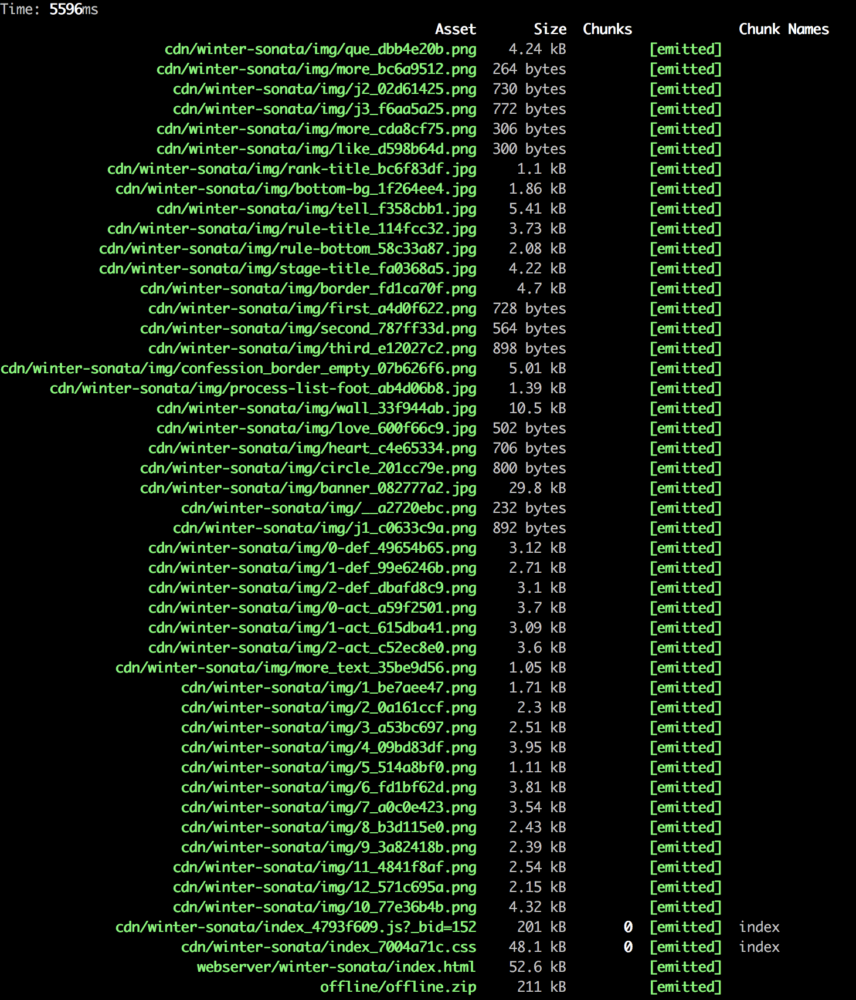 Time: 5596ms
Asset Size Chunks Chunk Names
cdn/winter-sonata/img/que_dbb4e20b.png 4.24 kB [emitted]
cdn/winter-sonata/img/more_bc6a9512.png 264 bytes [emitted]
cdn/winter-sonata/img/j2_02d61425.png 730 bytes [emitted]
cdn/winter-sonata/img/j3_f6aa5a25.png 772 bytes [emitted]
cdn/winter-sonata/img/more_cda8cf75.png 306 bytes [emitted]
cdn/winter-sonata/img/like_d598b64d.png 300 bytes [emitted]
cdn/winter-sonata/img/rank-title_bc6f83df.jpg 1.1 kB [emitted]
cdn/winter-sonata/img/bottom-bg_1f264ee4.jpg 1.86 kB [emitted]
cdn/winter-sonata/img/tell_f358cbb1.jpg 5.41 kB [emitted]
cdn/winter-sonata/img/rule-title_114fcc32.jpg 3.73 kB [emitted]
cdn/winter-sonata/img/rule-bottom_58c33a87.jpg 2.08 kB [emitted]
cdn/winter-sonata/img/stage-title_fa0368a5.jpg 4.22 kB [emitted]
cdn/winter-sonata/img/border_fd1ca70f.png 4.7 kB [emitted]
cdn/winter-sonata/img/first_a4d0f622.png 728 bytes [emitted]
cdn/winter-sonata/img/second_787ff33d.png 564 bytes [emitted]
cdn/winter-sonata/img/third_e12027c2.png 898 bytes [emitted]
cdn/winter-sonata/img/confession_border_empty_07b626f6.png 5.01 kB [emitted]
cdn/winter-sonata/img/process-list-foot_ab4d06b8.jpg 1.39 kB [emitted]
cdn/winter-sonata/img/wall_33f944ab.jpg 10.5 kB [emitted]
cdn/winter-sonata/img/love_600f66c9.jpg 502 bytes [emitted]
cdn/winter-sonata/img/heart_c4e65334.png 706 bytes [emitted]
cdn/winter-sonata/img/circle_201cc79e.png 800 bytes [emitted]
cdn/winter-sonata/img/banner_082777a2.jpg 29.8 kB [emitted]
cdn/winter-sonata/img/__a2720ebc.png 232 bytes [emitted]
cdn/winter-sonata/img/j1_c0633c9a.png 892 bytes [emitted]
cdn/winter-sonata/img/0-def_49654b65.png 3.12 kB [emitted]
cdn/winter-sonata/img/1-def_99e6246b.png 2.71 kB [emitted]
cdn/winter-sonata/img/2-def_dbafd8c9.png 3.1 kB [emitted]
cdn/winter-sonata/img/0-act_a59f2501.png 3.7 kB [emitted]
cdn/winter-sonata/img/1-act_615dba41.png 3.09 kB [emitted]
cdn/winter-sonata/img/2-act_c52ec8e0.png 3.6 kB [emitted]
cdn/winter-sonata/img/more_text_35be9d56.png 1.05 kB [emitted]
cdn/winter-sonata/img/1_be7aee47.png 1.71 kB [emitted]
cdn/winter-sonata/img/2_0a161ccf.png 2.3 kB [emitted]
cdn/winter-sonata/img/3_a53bc697.png 2.51 kB [emitted]
cdn/winter-sonata/img/4_09bd83df.png 3.95 kB [emitted]
cdn/winter-sonata/img/5_514a8bf0.png 1.11 kB [emitted]
cdn/winter-sonata/img/6_fd1bf62d.png 3.81 kB [emitted]
cdn/winter-sonata/img/7_a0c0e423.png 3.54 kB [emitted]
cdn/winter-sonata/img/8_b3d115e0.png 2.43 kB [emitted]
cdn/winter-sonata/img/9_3a82418b.png 2.39 kB [emitted]
cdn/winter-sonata/img/11_4841f8af.png 2.54 kB [emitted]
cdn/winter-sonata/img/12_571c695a.png 2.15 kB [emitted]
cdn/winter-sonata/img/10_77e36b4b.png 4.32 kB [emitted]
cdn/winter-sonata/index_4793f609.js?_bid=152 201 kB 0 [emitted] index
cdn/winter-sonata/index_7004a71c.css 48.1 kB 0 [emitted] index
webserver/winter-sonata/index.html 52.6 kB [emitted]
offline/offline.zip 211 kB [emitted]